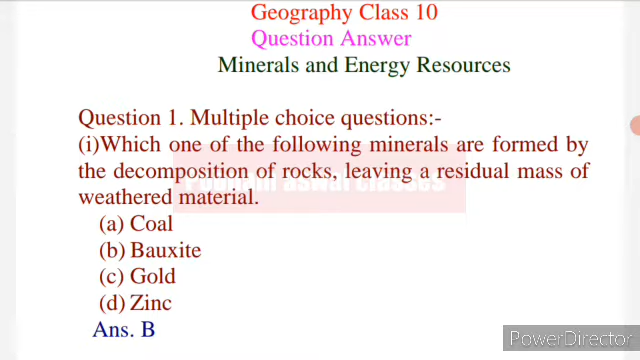 Geography Class 10
Question Answer
Minerals and Energy Resources
Question 1. Multiple choice questions:-
(i)Which one of the following minerals are formed by
the decomposition of rocks, leaving a residual mass of
weathered material.
(a) Coal
(b) Bauxite
(c) Gold
(d) Zinc
Ans. B
PowerDirector